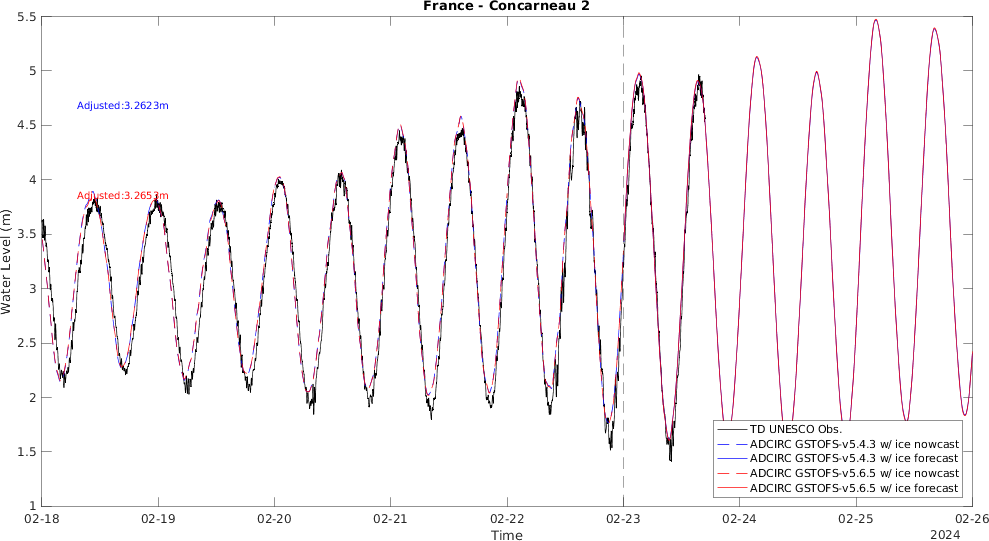 France - Concarneau 2
5.5
5
4.5
4
3.5
3
2.5
2
1.5
1
Water Level (m)
Adjusted:3.2623m
Adjusted:3.2653m
TD UNESCO Obs.
ADCIRC GSTOFS-v5.4.3 w/ ice nowcast
ADCIRC GSTOFS-v5.4.3 w/ ice forecast
ADCIRC GSTOFS-v5.6.5 w/ ice nowcast
ADCIRC GSTOFS-v5.6.5 w/ ice forecast
02-18 02-19 02-20 02-21 02-22 02-23 02-24 02-25 02-26
Time
2024